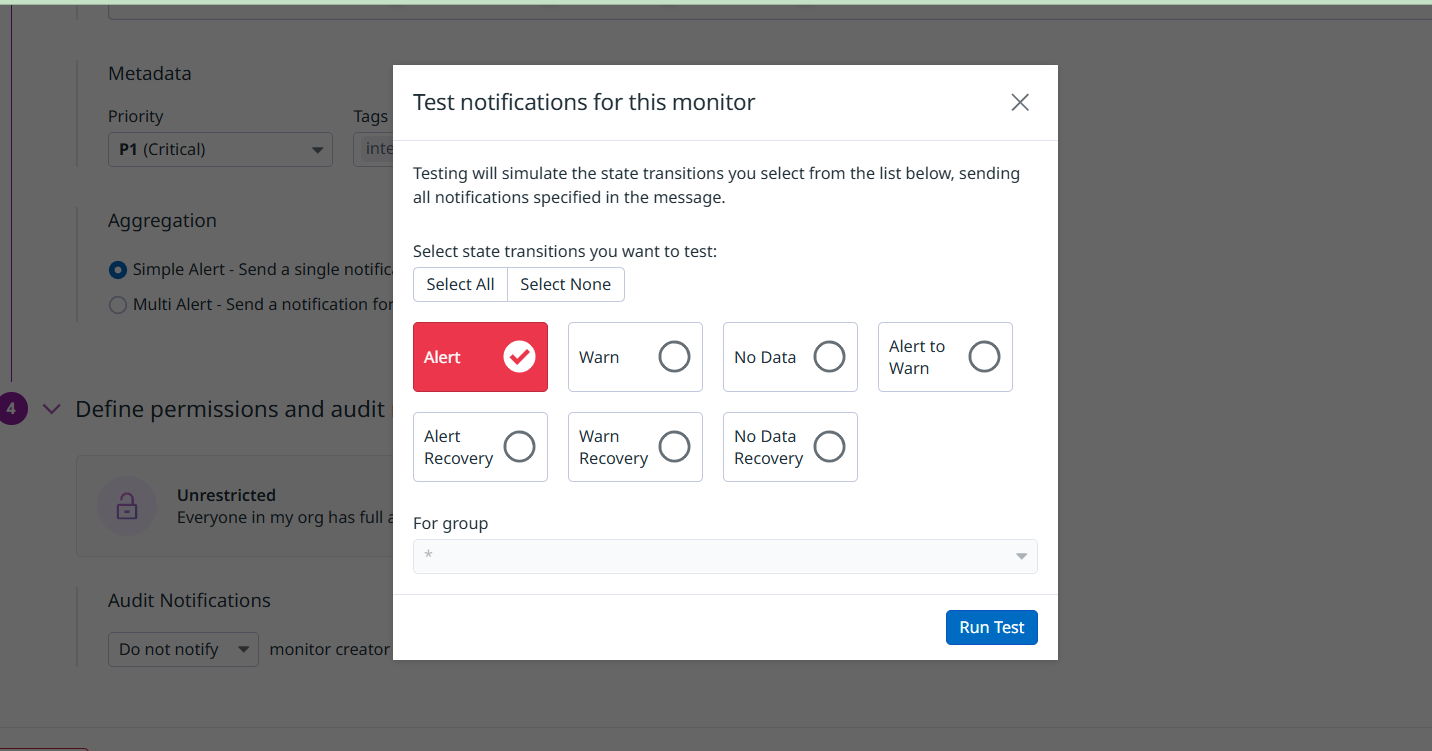 Metadata
Priority
Tags
P1 (Critical)
inte
Aggregation
Simple Alert - Send a single notific
Multi Alert - Send a notification for
4
Define permissions and audit
Unrestricted
Everyone in my org has full a
Audit Notifications
Do not notify
monitor creator
Test notifications for this monitor
Testing will simulate the state transitions you select from the list below, sending
all notifications specified in the message.
Select state transitions you want to test:
Select All
Select None
Alert
Warn
No Data
Alert to
Warn
Alert
Recovery
Warn
Recovery
No Data
Recovery
For group
*
Run Test